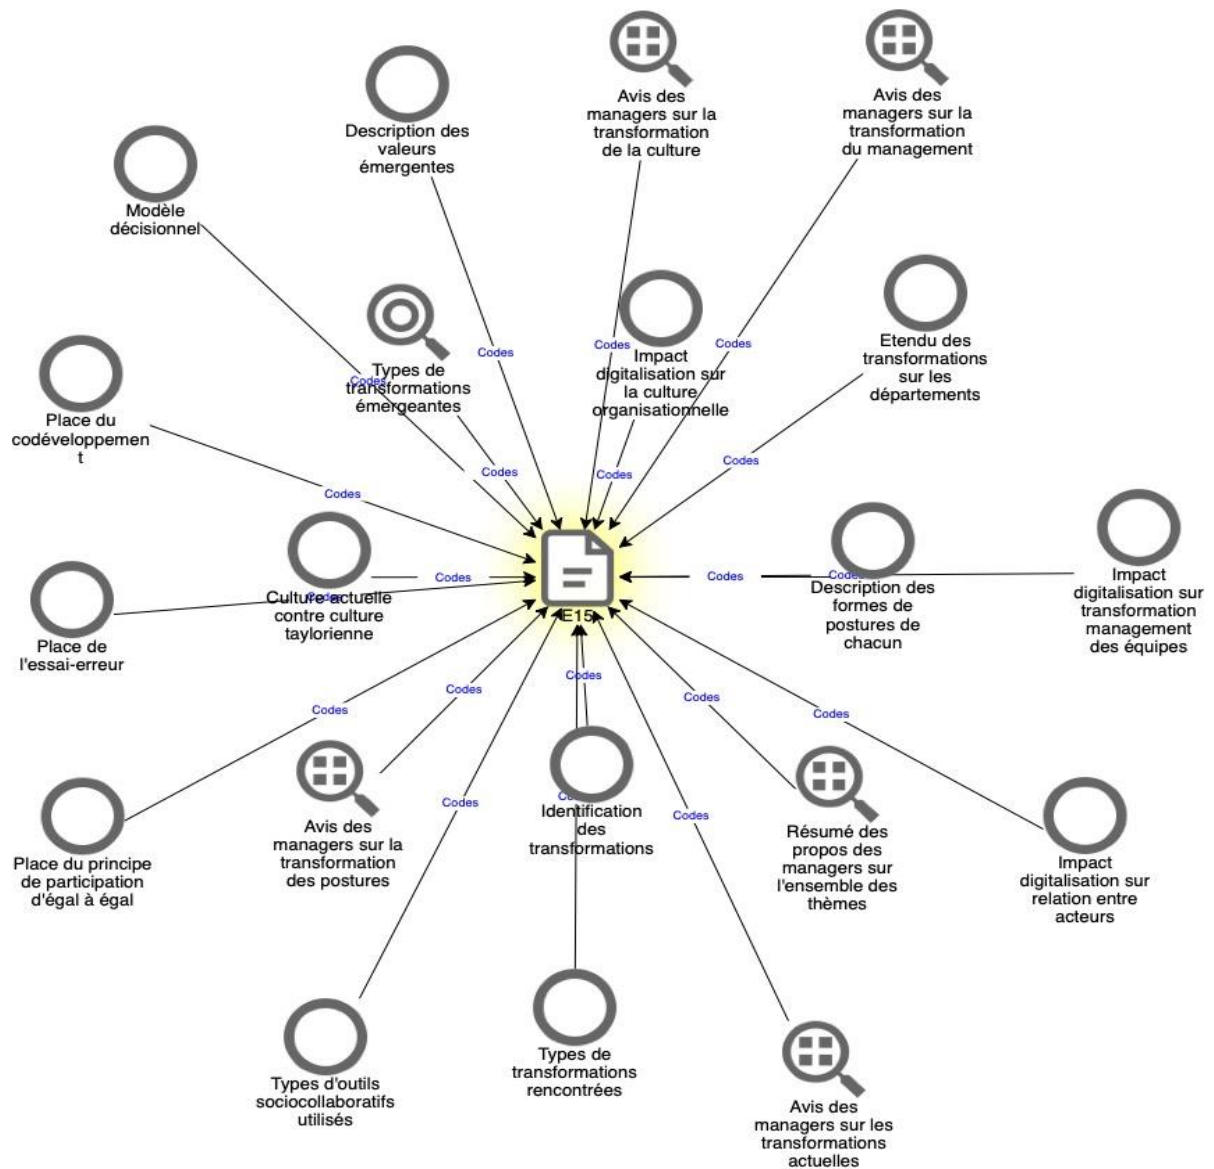 Avis des
managers sur la
transformation
de la culture
Avis des
managers sur la
transformation
du management
Description des
valeurs
émergentes
Modèle
décisionnel
Types de
transformations
émergeantes
Impact
digitalisation sur
la culture
organisationnelle
Etendu des
transformations
sur les
départements
Codes
Codes
Codes
Codes
Codes
Codes
Codes
Codes
Place du
codéveloppemen
t
Culture actuelle
contre culture
taylorienne
Codes
Codes
E15
Codes
Codes
Description des
formes de
postures de
chacun
Impact
digitalisation sur
transformation
management
des équipes
Place de
l'essai-erreur
Codes
Codes
Codes
Codes
Codes
Place du principe
de participation
d'égal à égal
Avis des
managers sur la
transformation
des postures
Codes
Identification
des
transformations
Codes
Résumé des
propos des
managers sur
l'ensemble des
thèmes
Impact
digitalisation sur
relation entre
acteurs
Types d'outils
sociocollaboratifs
utilisés
Types de
transformations
rencontrées
Avis des
managers sur les
transformations
actuelles